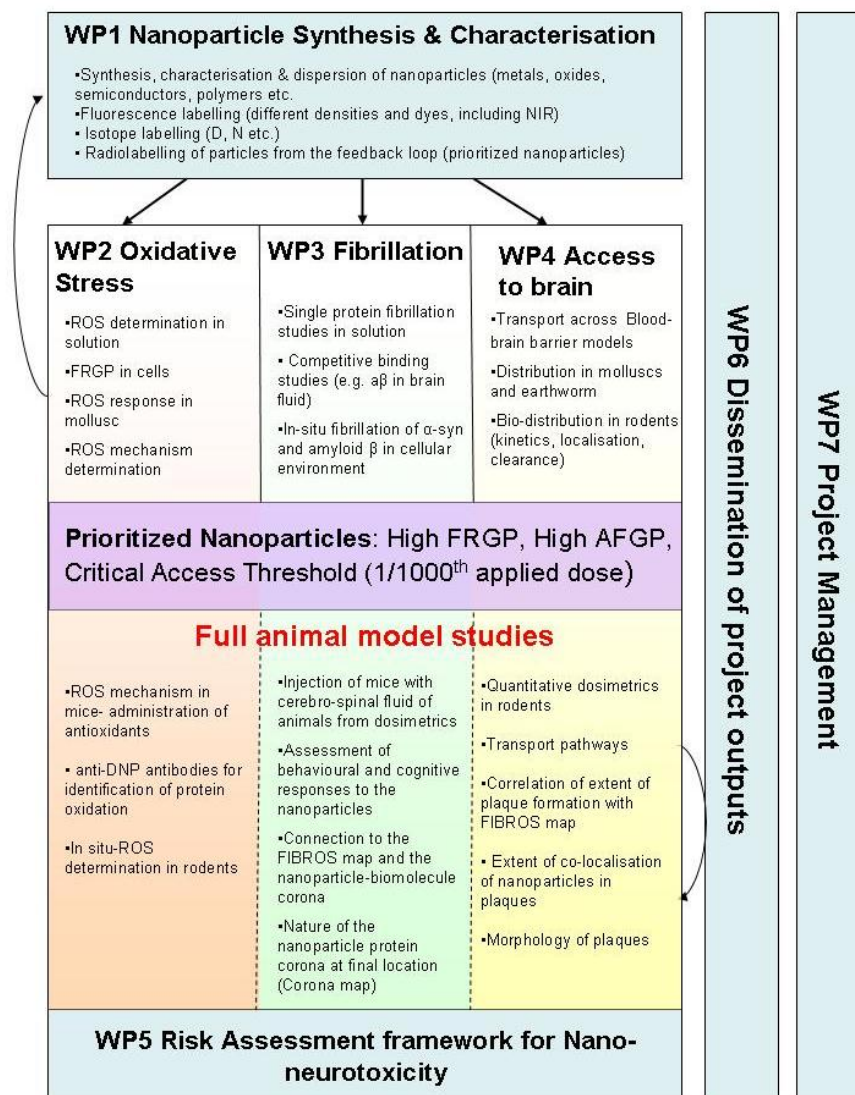 WP1 Nanoparticle Synthesis & Characterisation
▪Synthesis, characterisation & dispersion of nanoparticles (metals, oxides,
semiconductors, polymers etc.
▪Fluorescence labelling (different densities and dyes, including NIR)
▪ Isotope labelling (D, N etc.)
▪ Radiolabelling of particles from the feedback loop (prioritized nanoparticles)
WP2 Oxidative
Stress
▪ROS determination in
solution
▪FRGP in cells
▪ROS response in
mollusc
▪ROS mechanism
determination
WP3 Fibrillation
▪Single protein fibrillation
studies in solution
▪ Competitive binding
studies (e.g. aβ in brain
fluid)
▪In-situ fibrillation of α-syn
and amyloid β in cellular
environment
WP4 Access
to brain
▪Transport across Blood-
brain barrier models
▪Distribution in molluscs
and earthworm
▪Bio-distribution in rodents
(kinetics, localisation,
clearance)
Prioritized Nanoparticles: High FRGP, High AFGP,
Critical Access Threshold (1/1000th applied dose)
Full animal model studies
▪ROS mechanism in
mice- administration of
antioxidants
▪ anti-DNP antibodies for
identification of protein
oxidation
▪In situ-ROS
determination in rodents
▪Injection of mice with
cerebro-spinal fluid of
animals from dosimetrics
▪Assessment of
behavioural and cognitive
responses to the
nanoparticles
▪Connection to the
FIBROS map and the
nanoparticle-biomolecule
corona
▪Nature of the
nanoparticle protein
corona at final location
(Corona map)
▪Quantitative dosimetrics
in rodents
▪Transport pathways
▪Correlation of extent of
plaque formation with
FIBROS map
▪ Extent of co-localisation
of nanoparticles in
plaques
▪Morphology of plaques
WP5 Risk Assessment framework for Nano-
neurotoxicity
WP6 Dissemination of project outputs
WP7 Project Management